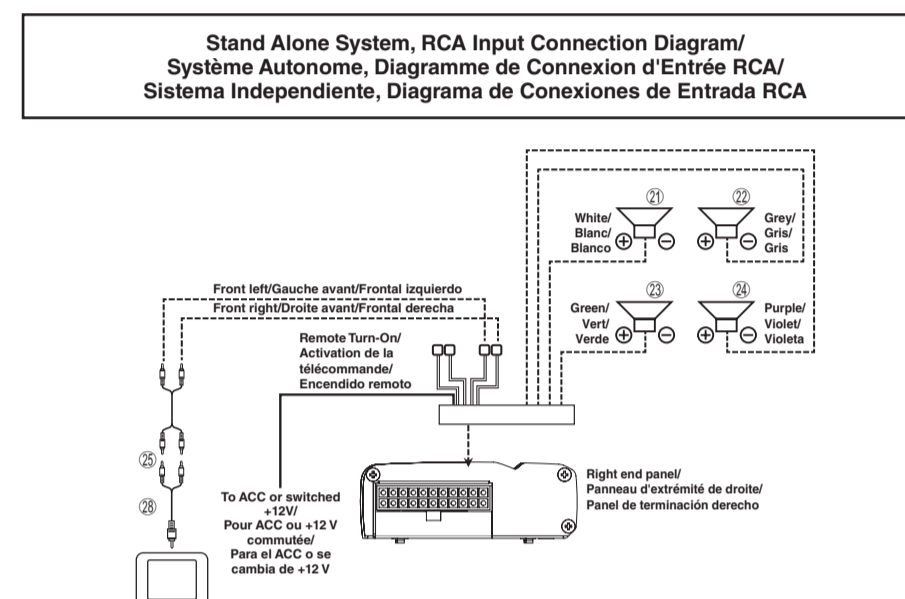 Stand Alone System, RCA Input Connection Diagram/
Système Autonome, Diagramme de Connexion d'Entrée RCA/
Sistema Independiente, Diagrama de Conexiones de Entrada RCA
㉑
㉒
White/
Blanc/
Blanco
+
−
+
−
Grey/
Gris/
Gris
㉓
㉔
Green/
Vert/
Verde
+
−
+
−
Purple/
Violet/
Violeta
Front left/Gauche avant/Frontal izquierdo
Front right/Droite avant/Frontal derecha
Remote Turn-On/
Activation de la
télécommande/
Encendido remoto
㉕
㉘
To ACC or switched
+12V/
Pour ACC ou +12 V
commutée/
Para el ACC o se
cambia de +12 V
Right end panel/
Panneau d'extrémité de droite/
Panel de terminación derecho